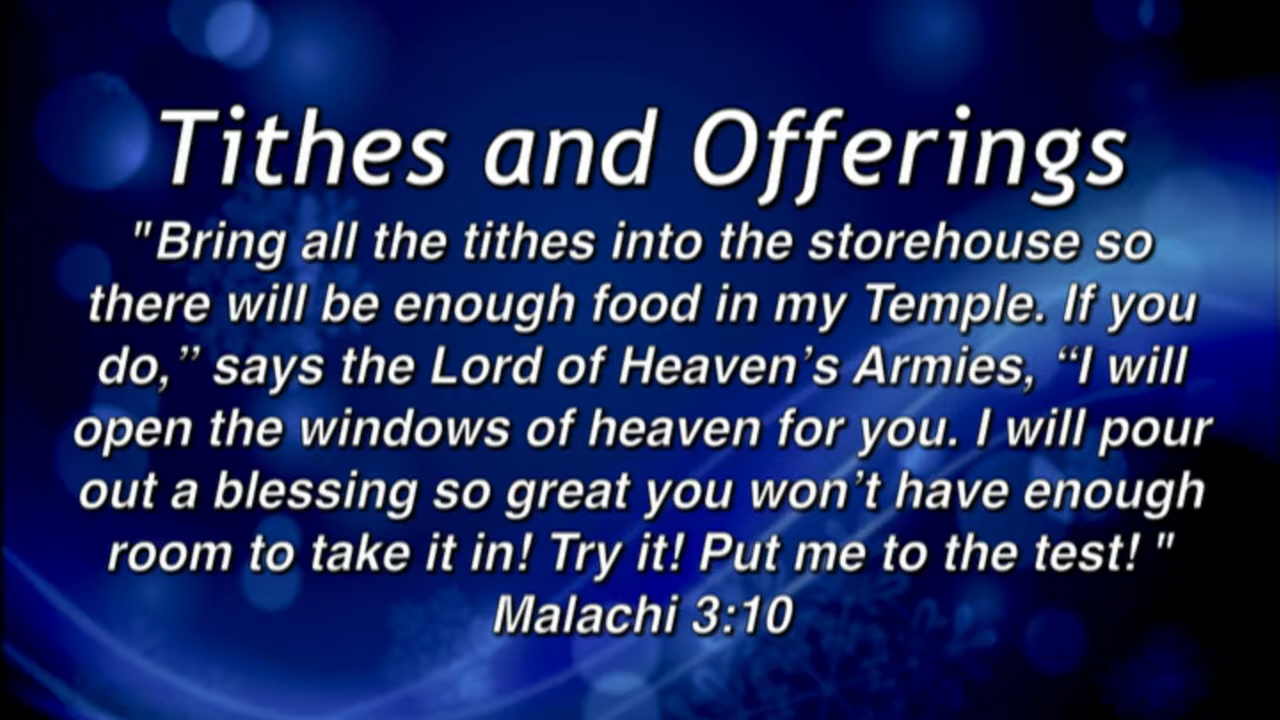 Tithes and Offerings
"Bring all the tithes into the storehouse so
there will be enough food in my Temple. If you
do,” says the Lord of Heaven’s Armies, “I will
open the windows of heaven for you. I will pour
out a blessing so great you won’t have enough
room to take it in! Try it! Put me to the test! "
Malachi 3:10